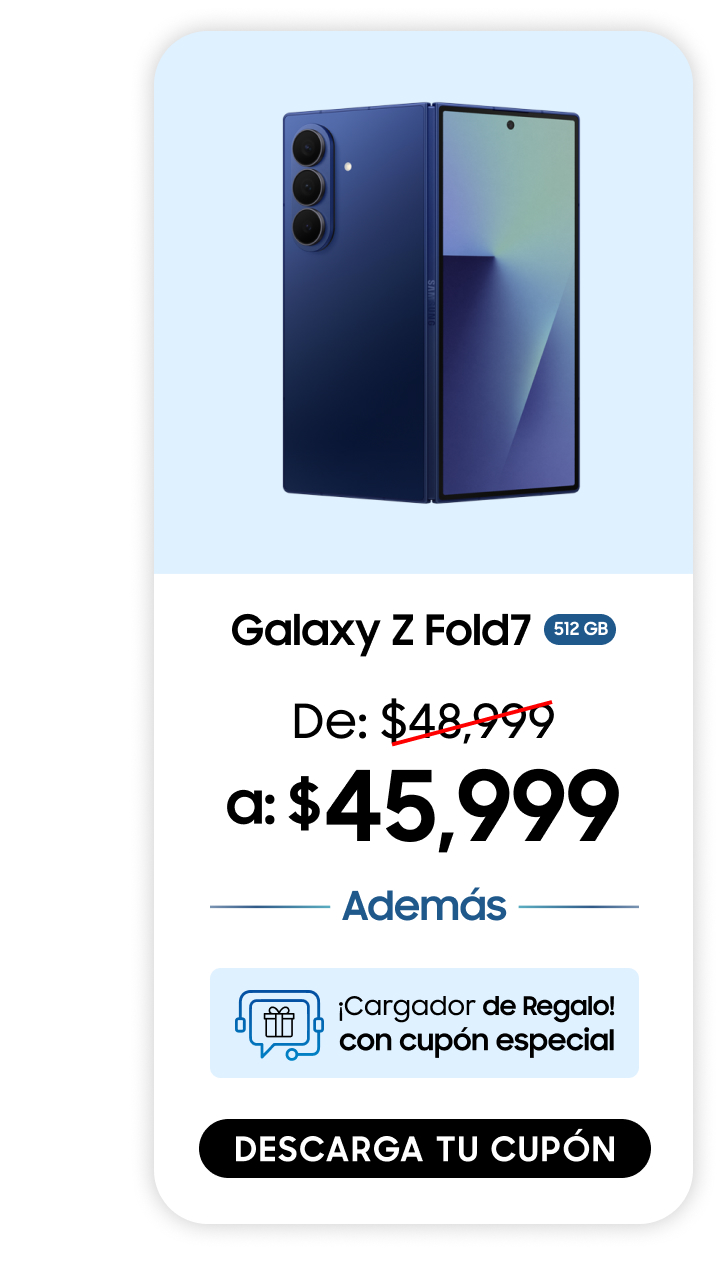 SAMSUNG
Galaxy Z Fold7 512 GB
De: $48,999
a: $45,999
Además
¡Cargador de Regalo!
con cupón especial
DESCARGA TU CUPÓN